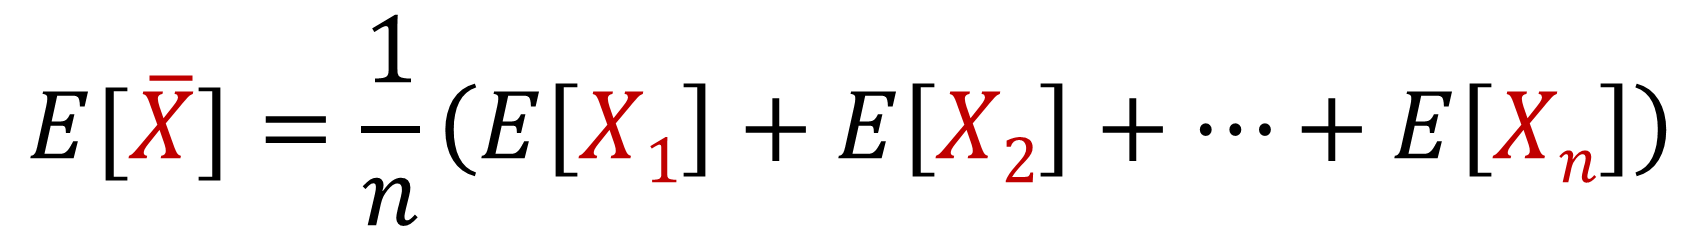 E[X̄] = 1/n (E[X₁] + E[X₂] + ⋯ + E[Xₙ])